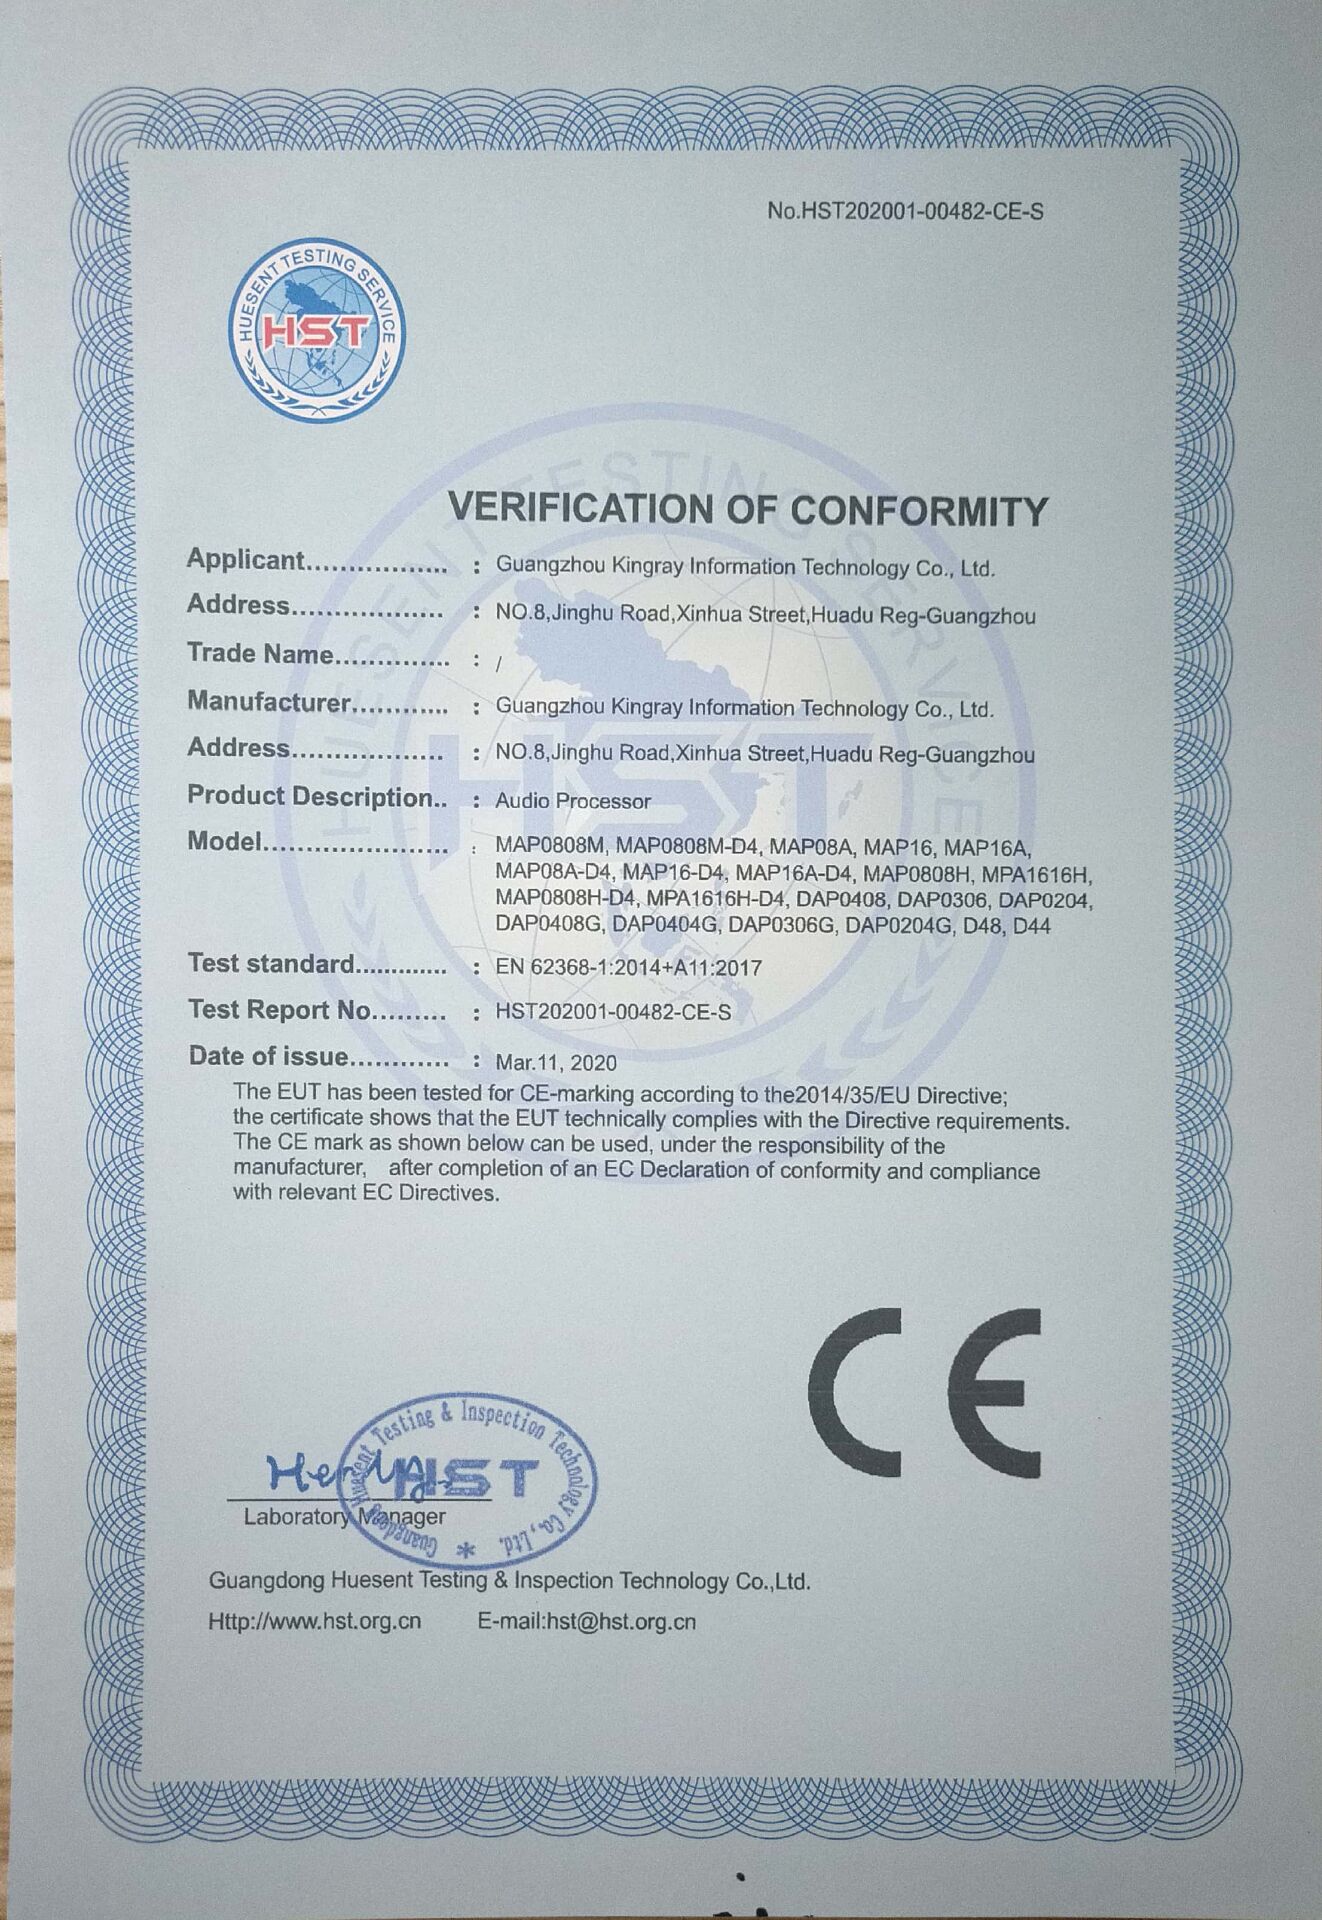 No.HST202001-00482-CE-S
HUESENT TESTING SERVICE
HST
VERIFICATION OF CONFORMITY
Applicant................. : Guangzhou Kingray Information Technology Co., Ltd.
Address.................. : NO.8,Jinghu Road,Xinhua Street,Huadu Reg-Guangzhou
Trade Name.............. : /
Manufacturer............ : Guangzhou Kingray Information Technology Co., Ltd.
Address.................. : NO.8,Jinghu Road,Xinhua Street,Huadu Reg-Guangzhou
Product Description.. : Audio Processor
Model...................... : MAP0808M, MAP0808M-D4, MAP08A, MAP16, MAP16A,
MAP08A-D4, MAP16-D4, MAP16A-D4, MAP0808H, MPA1616H,
MAP0808H-D4, MPA1616H-D4, DAP0408, DAP0306, DAP0204,
DAP0408G, DAP0404G, DAP0306G, DAP0204G, D48, D44
Test standard............. : EN 62368-1:2014+A11:2017
Test Report No......... : HST202001-00482-CE-S
Date of issue............ : Mar.11, 2020
The EUT has been tested for CE-marking according to the2014/35/EU Directive;
the certificate shows that the EUT technically complies with the Directive requirements.
The CE mark as shown below can be used, under the responsibility of the
manufacturer, after completion of an EC Declaration of conformity and compliance
with relevant EC Directives.
CE
Guangdong Huesent Testing & Inspection Technology Co., Ltd.
HST
Laboratory Manager
Guangdong Huesent Testing & Inspection Technology Co.,Ltd.
Http://www.hst.org.cn E-mail:hst@hst.org.cn